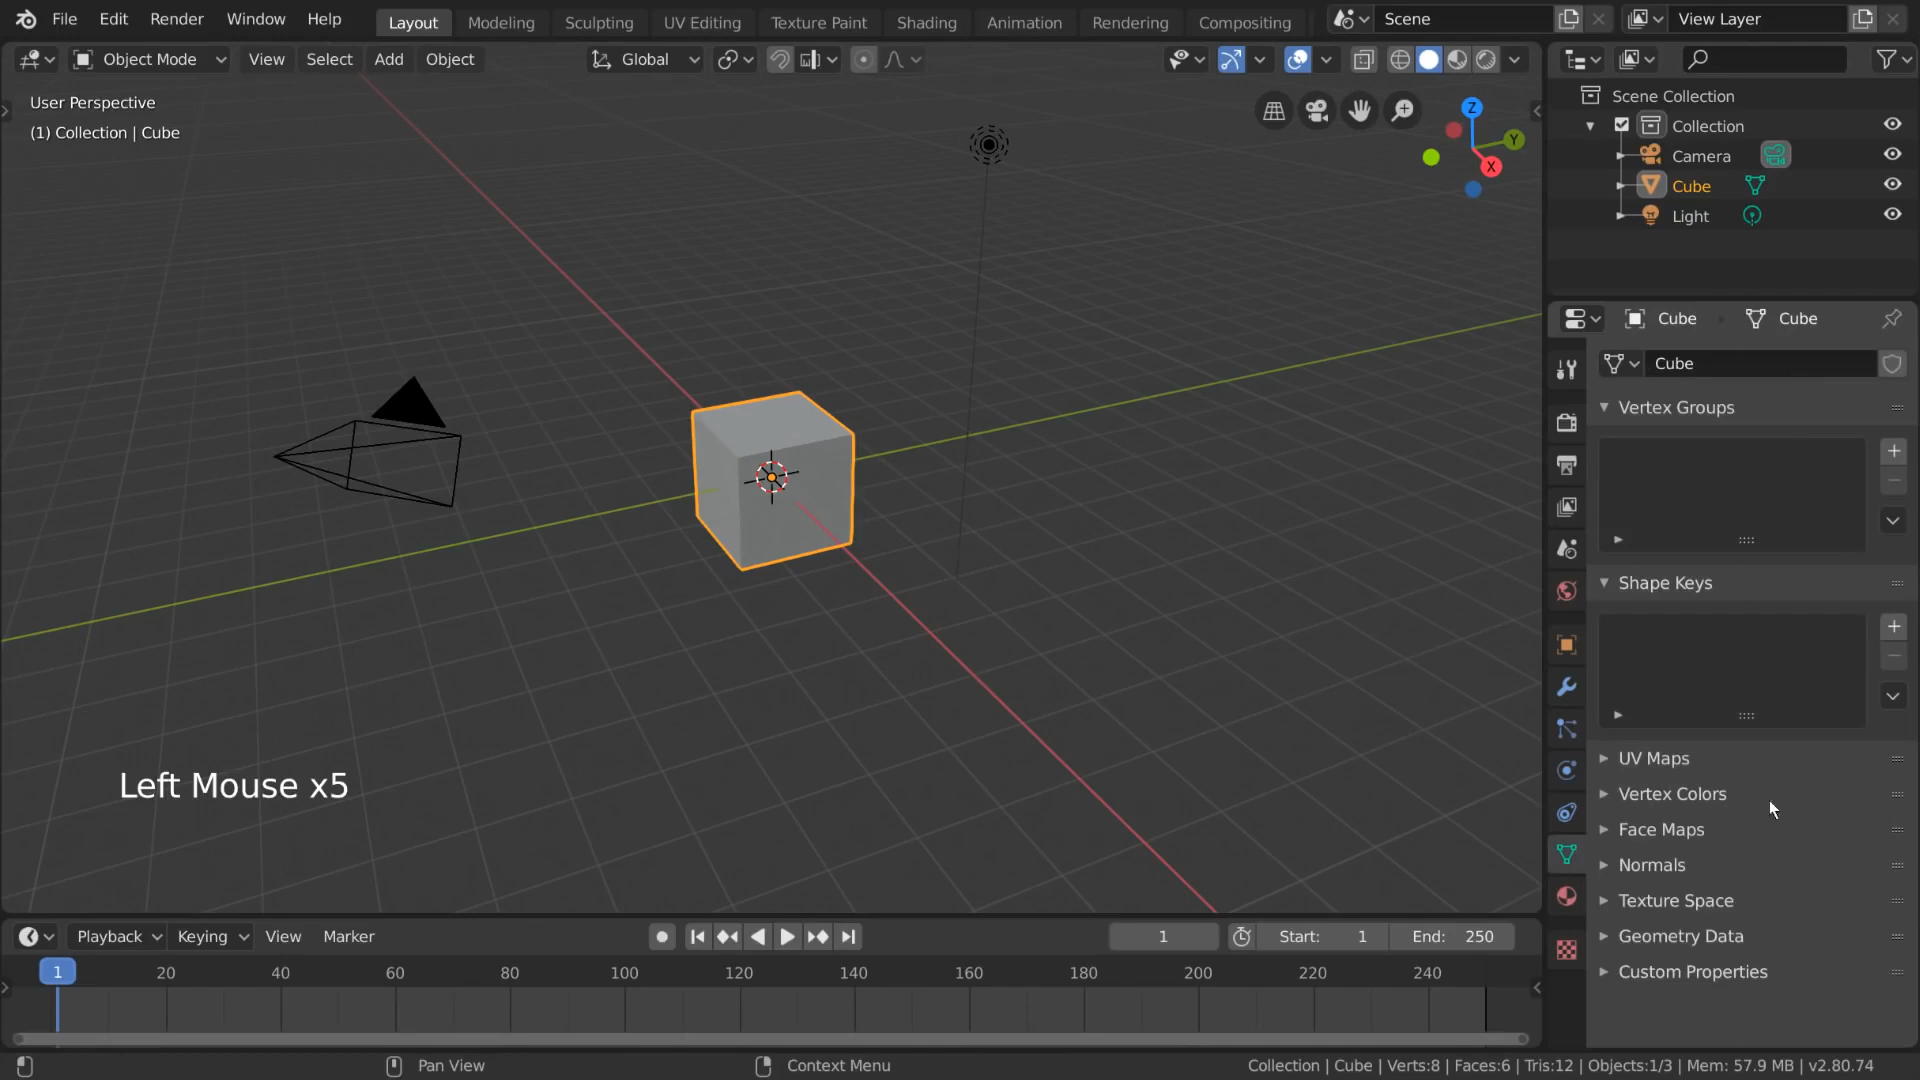 File Edit Render Window Help Layout Modeling Sculpting UV Editing Texture Paint Shading Animation Rendering Compositing Scene View Layer
Object Mode View Select Add Object Global
User Perspective
(1) Collection | Cube
Z
Y
X
Scene Collection
Collection
Camera
Cube
Light
Cube Cube
Cube
Vertex Groups
Shape Keys
UV Maps
Vertex Colors
Face Maps
Normals
Texture Space
Geometry Data
Custom Properties
Left Mouse x5
Playback Keying View Marker 1 Start: 1 End: 250
1 20 40 60 80 100 120 140 160 180 200 220 240
Pan View Context Menu Collection | Cube | Verts:8 | Faces:6 | Tris:12 | Objects:1/3 | Mem: 57.9 MB | v2.80.74